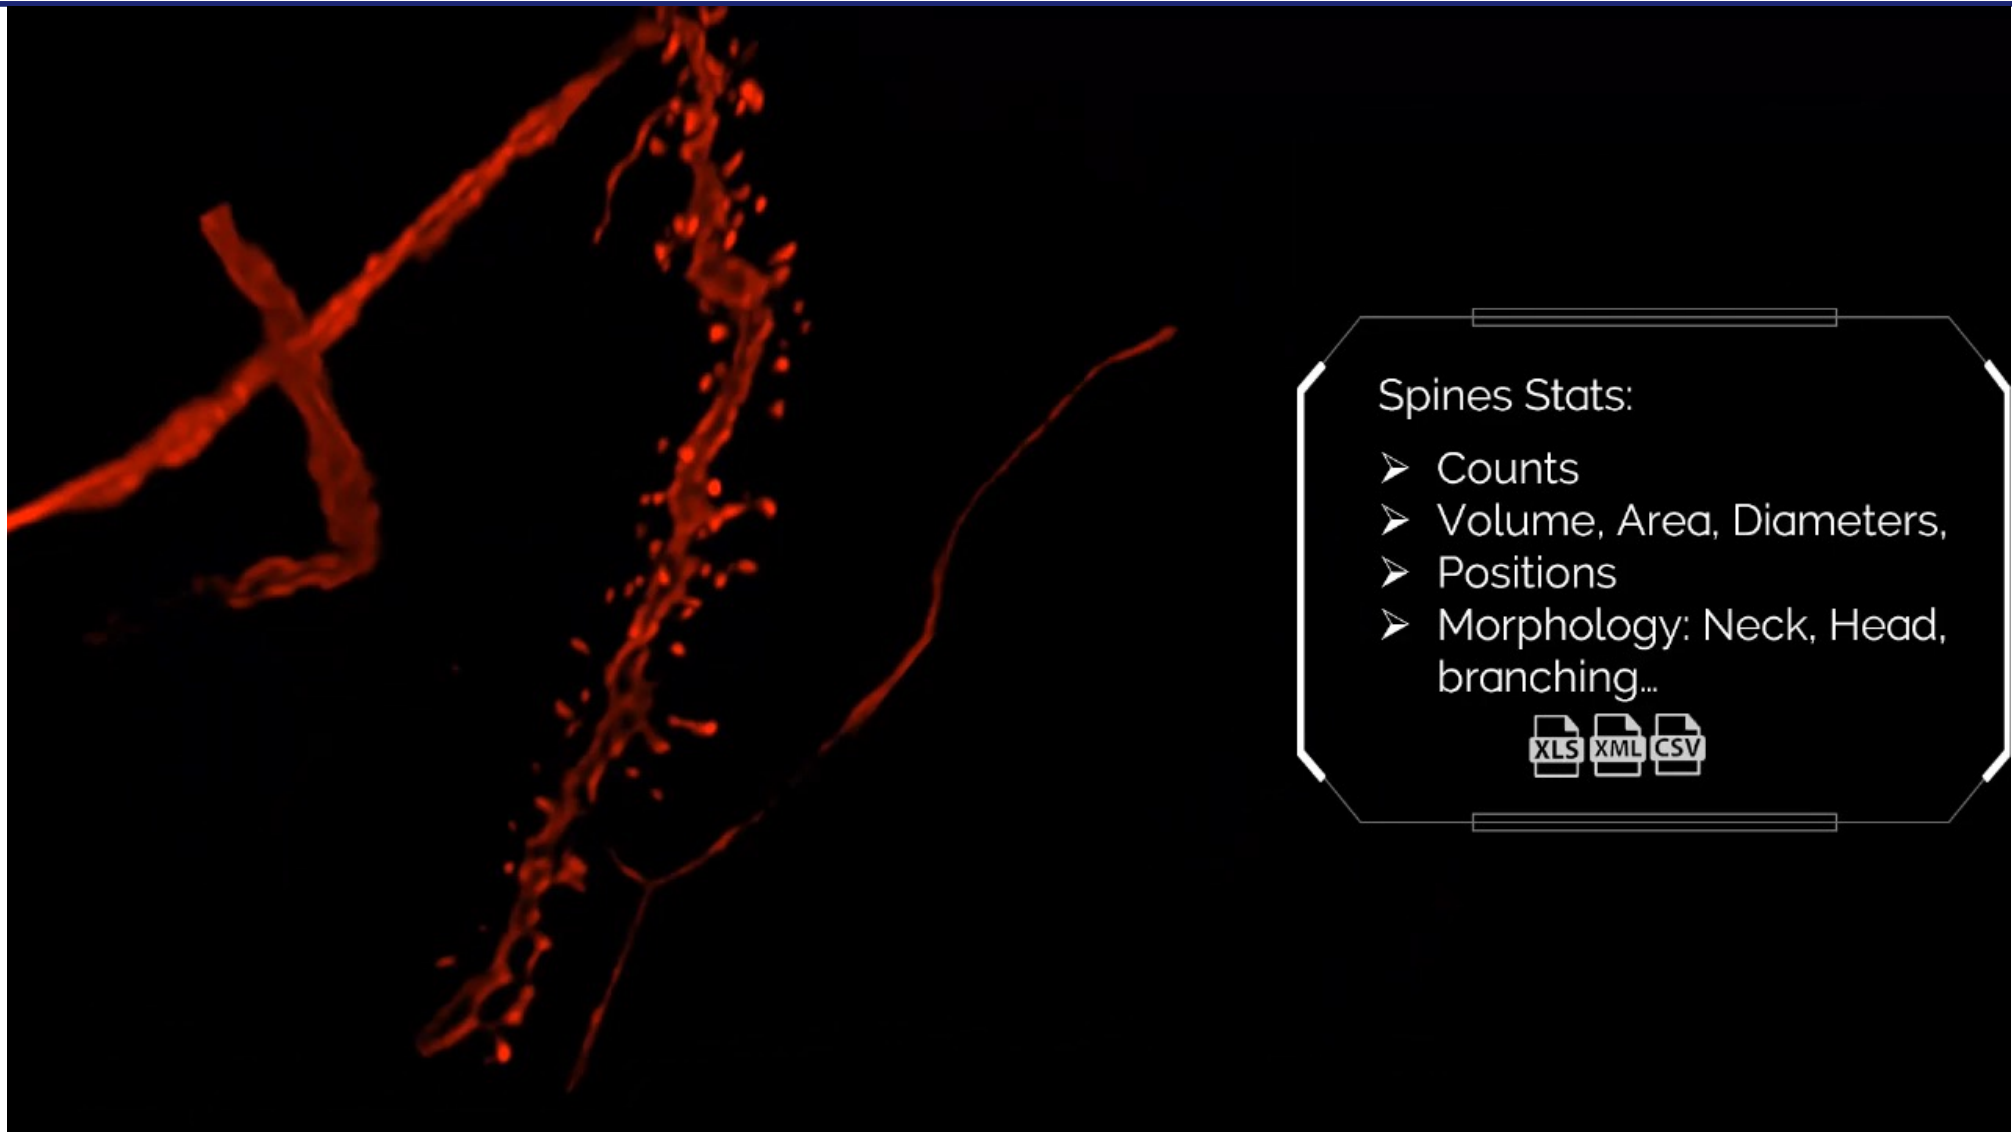 Spines Stats:
➢ Counts
➢ Volume, Area, Diameters,
➢ Positions
➢ Morphology: Neck, Head,
branching...
XLS XML CSV